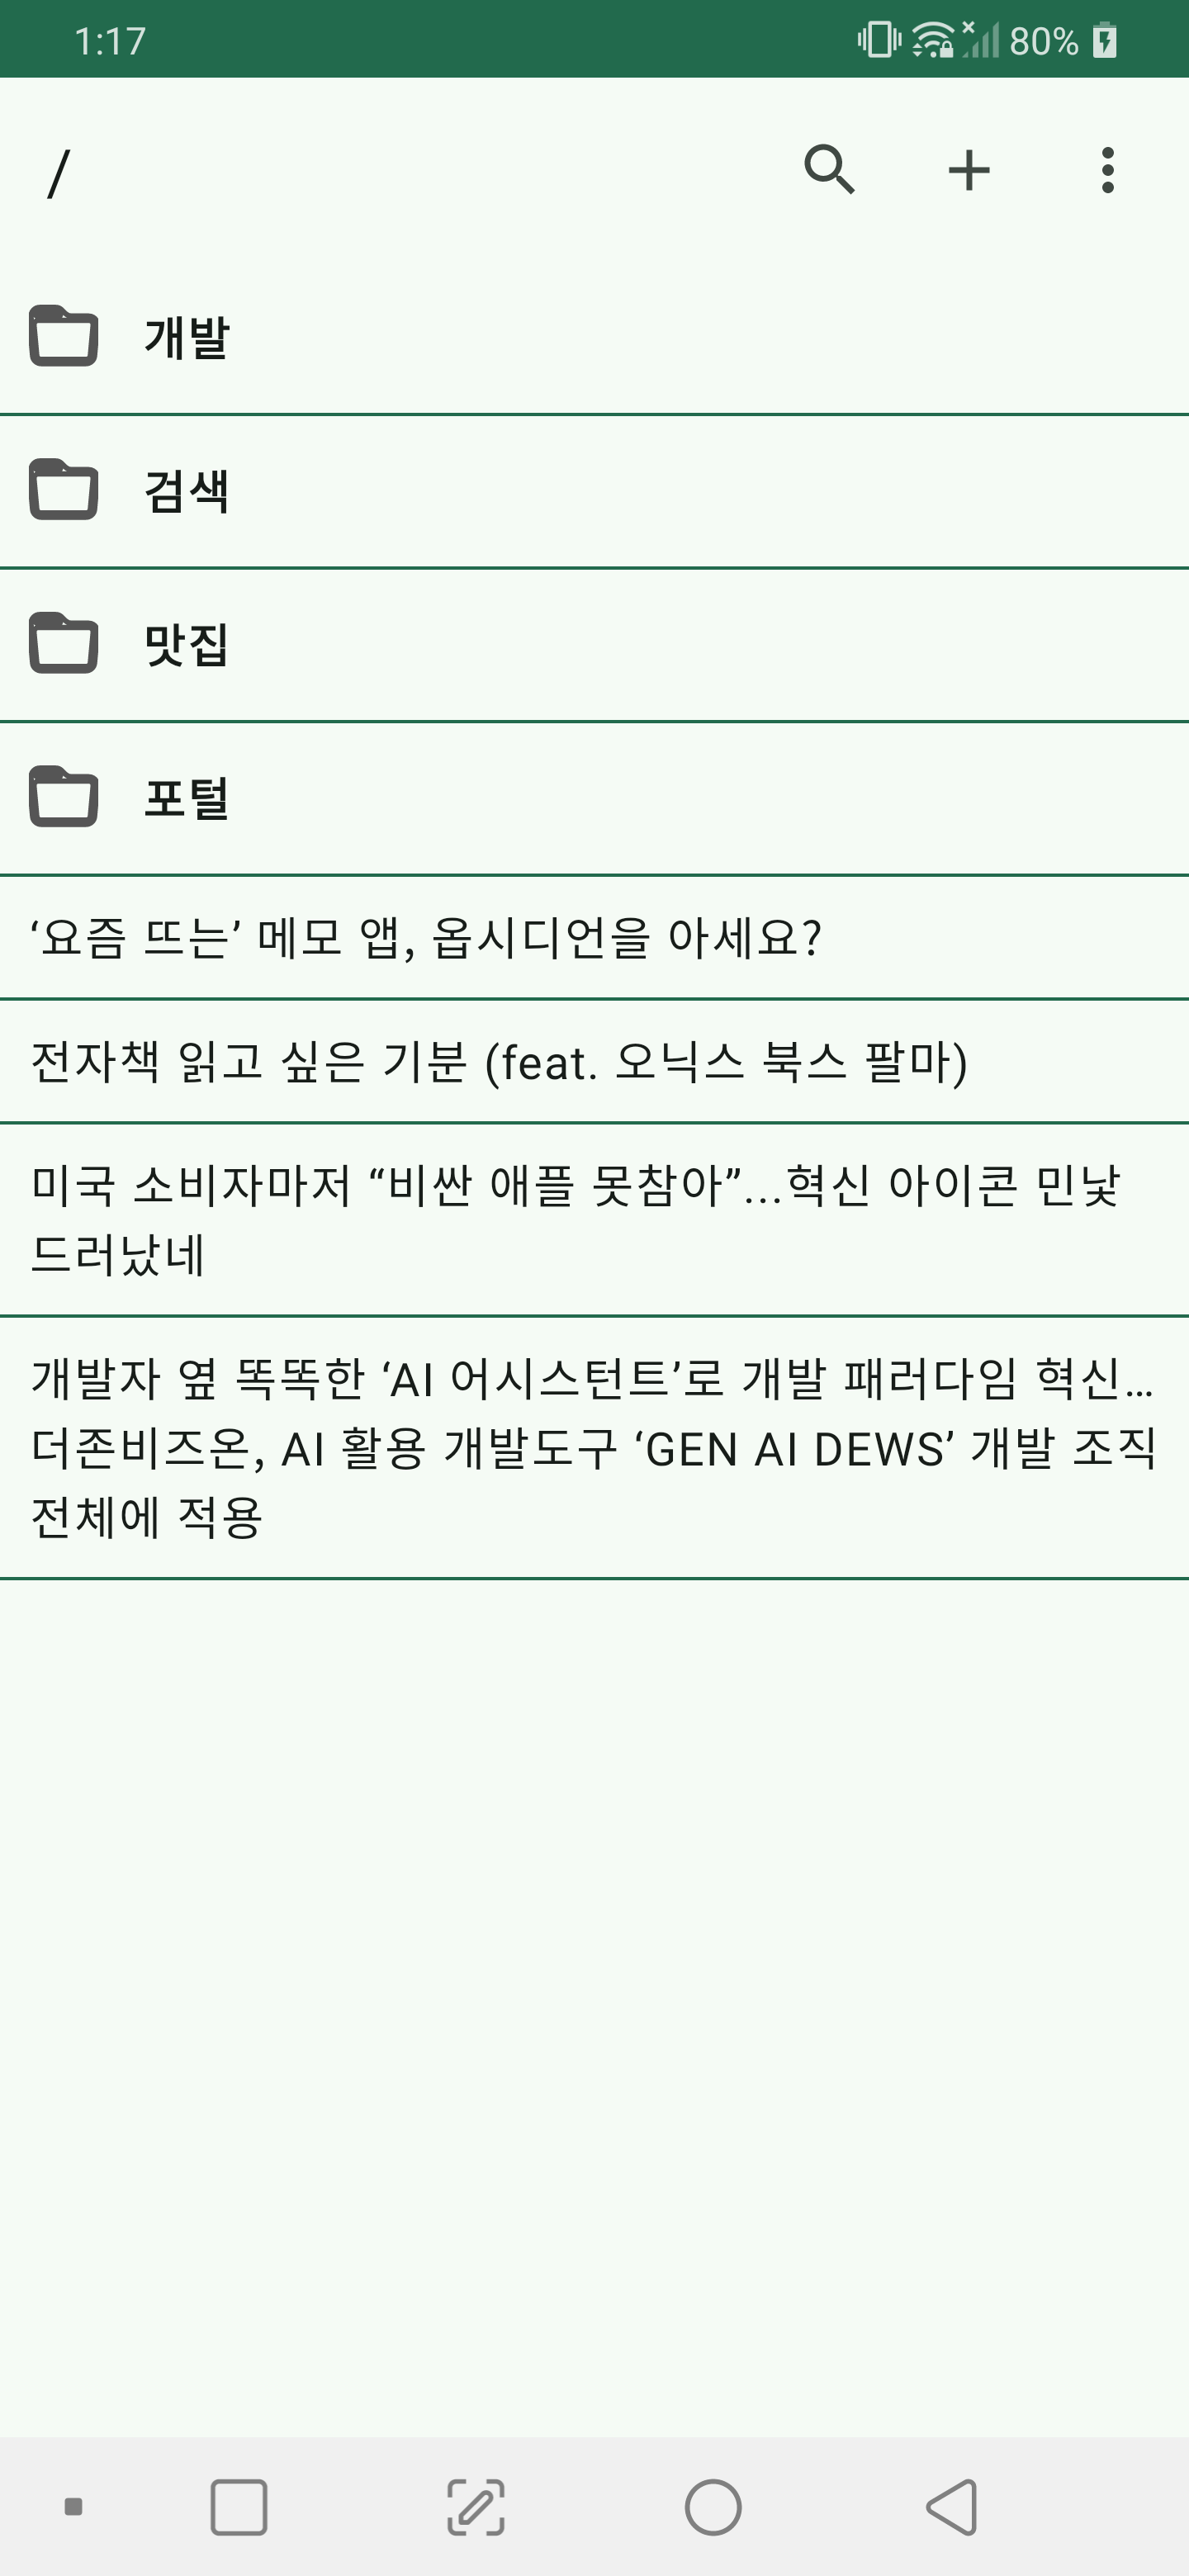 1:17
80%
/
개발
검색
맛집
포털
‘요즘 뜨는’ 메모 앱, 옵시디언을 아세요?
전자책 읽고 싶은 기분 (feat. 오닉스 북스 팔마)
미국 소비자마저 “비싼 애플 못참아”...혁신 아이콘 민낯
드러났네
개발자 옆 똑똑한 ‘AI 어시스턴트’로 개발 패러다임 혁신…
더존비즈온, AI 활용 개발도구 ‘GEN AI DEWS’ 개발 조직
전체에 적용